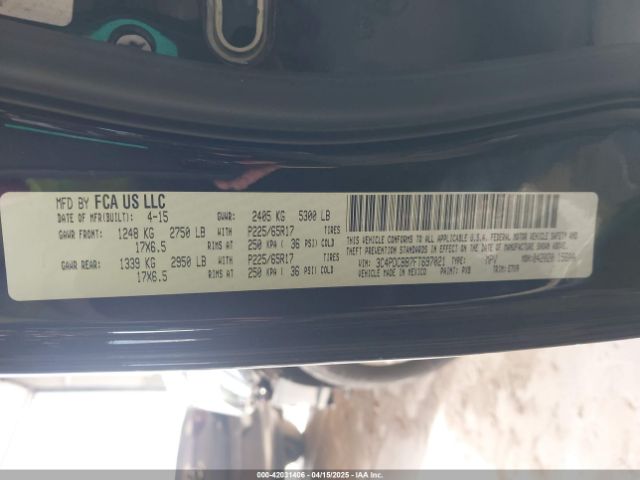 MFD BY FCA US LLC
DATE OF MFR(BUILT): 4-15 GVWR: 2405 KG 5300 LB
GAWR FRONT: 1248 KG 2750 LB WITH P225/65R17 TIRES
17X6.5 RIMS AT 250 KPA ( 36 PSI) COLD
GAWR REAR: 1339 KG 2950 LB WITH P225/65R17 TIRES
17X6.5 RIMS AT 250 KPA ( 36 PSI) COLD
THIS VEHICLE CONFORMS TO ALL APPLICABLE U.S.A. FEDERAL MOTOR VEHICLE SAFETY AND
THEFT PREVENTION STANDARDS IN EFFECT ON THE DATE OF MANUFACTURE SHOWN ABOVE.
VIN: 3C4PDCBB7FT697021 TYPE: MPV MDH:
VEHICLE MADE IN MEXICO PAINT: TRIM:
000-42031406 - 04/15/2025 - IAA Inc.